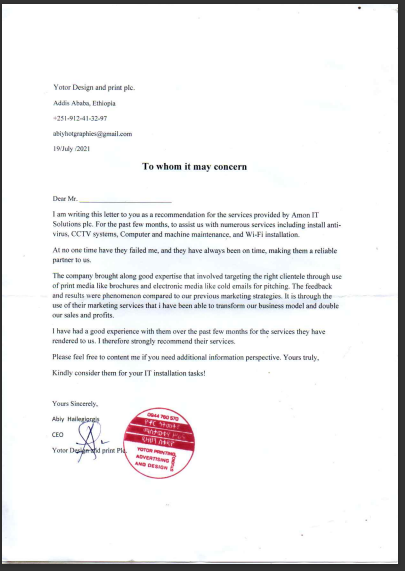 Yotor Design and print plc.
Addis Ababa, Ethiopia
+251-912-41-32-97
abiyhotgraphies@gmail.com
19/July /2021
To whom it may concern
Dear Mr.
I am writing this letter to you as a recommendation for the services provided by Amon IT
Solutions plc. For the past few months, to assist us with numerous services including install anti-
virus, CCTV systems, Computer and machine maintenance, and Wi-Fi installation.
At no one time have they failed me, and they have always been on time, making them a reliable
partner to us.
The company brought along good expertise that involved targeting the right clientele through use
of print media like brochures and electronic media like cold emails for pitching. The feedback
and results were phenomenon compared to our previous marketing strategies. It is through the
use of their marketing services that i have been able to transform our business model and double
our sales and profits.
I have had a good experience with them over the past few months for the services they have
rendered to us. I therefore strongly recommend their services.
Please feel free to content me if you need additional information perspective. Yours truly,
Kindly consider them for your IT installation tasks!
Yours Sincerely,
Abiy Hailegiorgis
CEO
Yotor Design and print Plc.
0944 760 570
YOTOR PRINTING
ADVERTISING
AND DESIGN